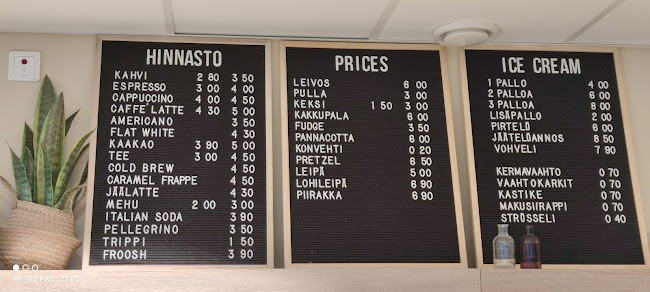 HINNASTO
KAHVI 2 80 3 50
ESPRESSO 3 00 4 00
CAPPUCCINO 4 00 4 50
CAFFE LATTE 4 30 5 00
AMERICANO 3 50
FLAT WHITE 4 30
KAAKAO 3 90 5 00
TEE 3 00 4 50
COLD BREW 4 50
CARAMEL FRAPPE 4 50
JÄÄLATTE 4 30
MEHU 2 00 3 00
ITALIAN SODA 3 90
PELLEGRINO 3 50
TRIPPI 1 50
FROOSH 3 90
PRICES
LEIVOS 6 00
PULLA 3 00
KEKSI 1 50 3 00
KAKKUPALA 6 00
FUDGE 3 50
PANNACOTTA 6 00
KONVEHTI 0 20
PRETZEL 6 50
LEIPÄ 5 00
LOHILEIPÄ 6 90
PIIRAKKA 6 90
ICE CREAM
1 PALLO 4 00
2 PALLOA 6 00
3 PALLOA 8 00
LISÄPALLO 2 00
PIRTELÖ 6 00
JÄÄTELÖANNOS 8 50
VOHVELI 7 90
KERMAVAAHTO 0 70
VAAHTOKARKIT 0 70
KASTIKE 0 70
MAKUSIIRAPPI 0 70
STRÖSSELI 0 40